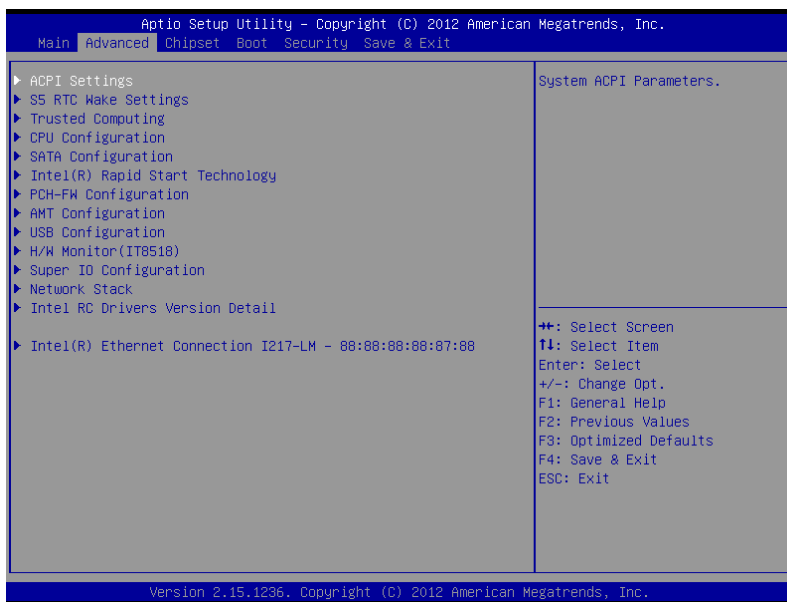 Aptio Setup Utility – Copyright (C) 2012 American Megatrends, Inc.
Main Advanced Chipset Boot Security Save & Exit
▶ ACPI Settings
▶ S5 RTC Wake Settings
▶ Trusted Computing
▶ CPU Configuration
▶ SATA Configuration
▶ Intel(R) Rapid Start Technology
▶ PCH-FW Configuration
▶ AMT Configuration
▶ USB Configuration
▶ H/W Monitor(IT8518)
▶ Super IO Configuration
▶ Network Stack
▶ Intel RC Drivers Version Detail
▶ Intel(R) Ethernet Connection I217-LM - 88:88:88:88:87:88
System ACPI Parameters.
→←: Select Screen
↑↓: Select Item
Enter: Select
+/-: Change Opt.
F1: General Help
F2: Previous Values
F3: Optimized Defaults
F4: Save & Exit
ESC: Exit
Version 2.15.1236. Copyright (C) 2012 American Megatrends, Inc.